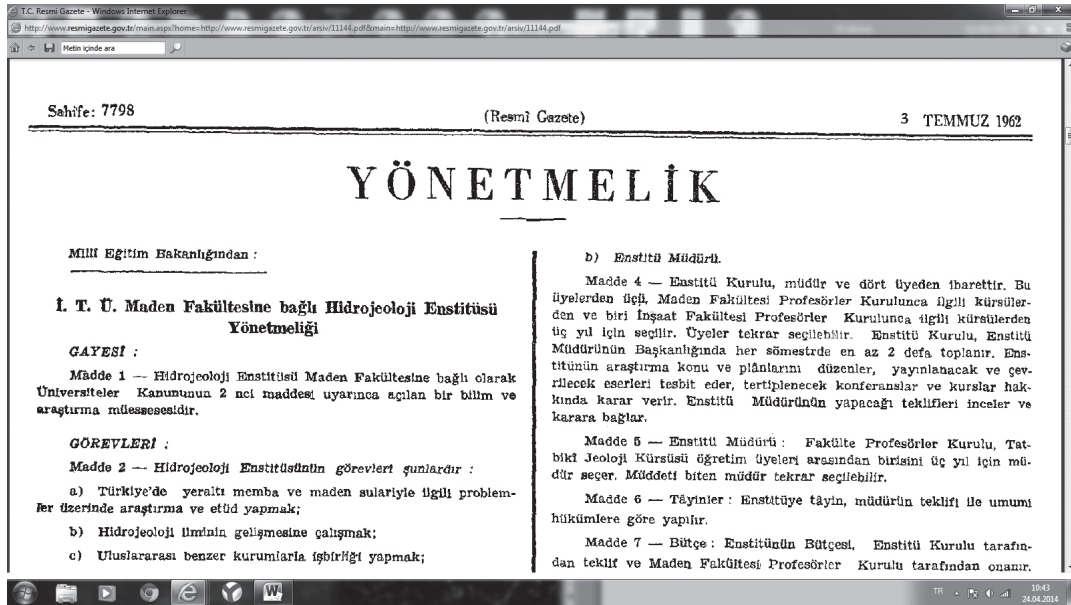 T.C. Resmi Gazete - Windows Internet Explorer
http://www.resmigazete.gov.tr/main.aspx?home=http://www.resmigazete.gov.tr/arsiv/11144.pdf&main=http://www.resmigazete.gov.tr/arsiv/11144.pdf
Metin içinde ara
Sahife: 7798
(Resmî Gazete)
3 TEMMUZ 1962
YÖNETMELİK
Millî Eğitim Bakanlığından :
İ. T. Ü. Maden Fakültesine bağlı Hidrojeoloji Enstitüsü
Yönetmeliği
GAYESİ :
Madde 1 — Hidrojeoloji Enstitüsü Maden Fakültesine bağlı olarak
Üniversiteler Kanununun 2 nci maddesi uyarınca açılan bir bilim ve
araştırma müessesesidir.
GÖREVLERİ :
Madde 2 — Hidrojeoloji Enstitüsünün görevleri şunlardır :
a) Türkiye'de yeraltı memba ve maden sulariyle ilgili problem-
ler üzerinde araştırma ve etüd yapmak;
b) Hidrojeoloji ilminin gelişmesine çalışmak;
c) Uluslararası benzer kurumlarla işbirliği yapmak;
b) Enstitü Müdürü.
Madde 4 — Enstitü Kurulu, müdür ve dört üyeden ibarettir. Bu
üyelerden üçü, Maden Fakültesi Profesörler Kurulunca ilgili kürsüler-
den ve biri İnşaat Fakültesi Profesörler Kurulunca ilgili kürsülerden
üç yıl için seçilir. Üyeler tekrar seçilebilir. Enstitü Kurulu, Enstitü
Müdürünün Başkanlığında her sömestrde en az 2 defa toplanır. Ens-
titünün araştırma konu ve plânlarını düzenler, yayınlanacak ve çev-
rilecek eserleri tesbit eder, tertiplenecek konferanslar ve kurslar hak-
kında karar verir. Enstitü Müdürünün yapacağı teklifleri inceler ve
karara bağlar.
Madde 5 — Enstitü Müdürü : Fakülte Profesörler Kurulu, Tat-
bikî Jeoloji Kürsüsü öğretim üyeleri arasından birisini üç yıl için mü-
dür seçer. Müddeti biten müdür tekrar seçilebilir.
Madde 6 — Tâyinler : Enstitüye tâyin, müdürün teklifi ile umumi
hükümlere göre yapılır.
Madde 7 — Bütçe : Enstitünün Bütçesi, Enstitü Kurulu tarafın-
dan teklif ve Maden Fakültesi Profesörler Kurulu tarafından onanır.
TR
10:43
24.04.2014